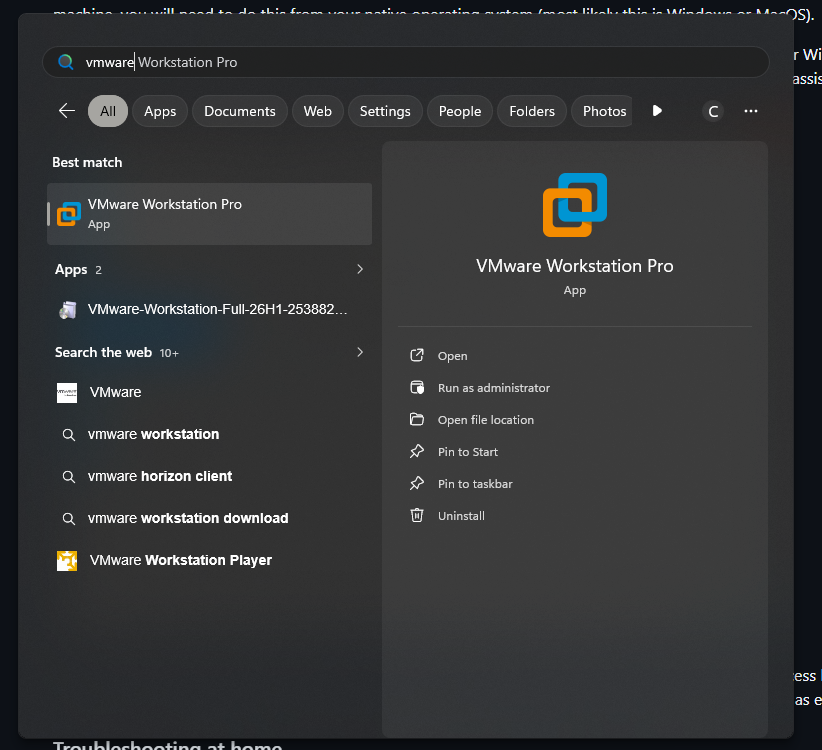 machine, you will need to do this from your native operating system (most likely this is Windows or MacOS).
vmware Workstation Pro
r Wi
assis
All Apps Documents Web Settings People Folders Photos C
Best match
VMware Workstation Pro
App
Apps 2
VMware-Workstation-Full-26H1-253882...
Search the web 10+
VMware
vmware workstation
vmware horizon client
vmware workstation download
VMware Workstation Player
VMware Workstation Pro
App
Open
Run as administrator
Open file location
Pin to Start
Pin to taskbar
Uninstall
cess
as e
Troubleshooting at home